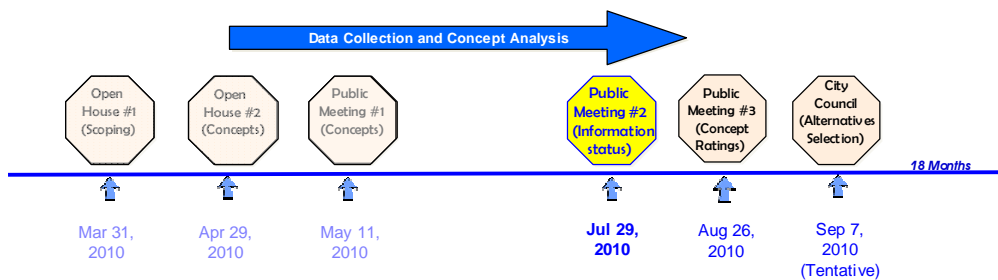 Data Collection and Concept Analysis
Open
House #1
(Scoping)
Open
House #2
(Concepts)
Public
Meeting #1
(Concepts)
Public
Meeting #2
(Information
status)
Public
Meeting #3
(Concept
Ratings)
City
Council
(Alternatives
Selection)
18 Months
Mar 31,
2010
Apr 29,
2010
May 11,
2010
Jul 29,
2010
Aug 26,
2010
Sep 7,
2010
(Tentative)